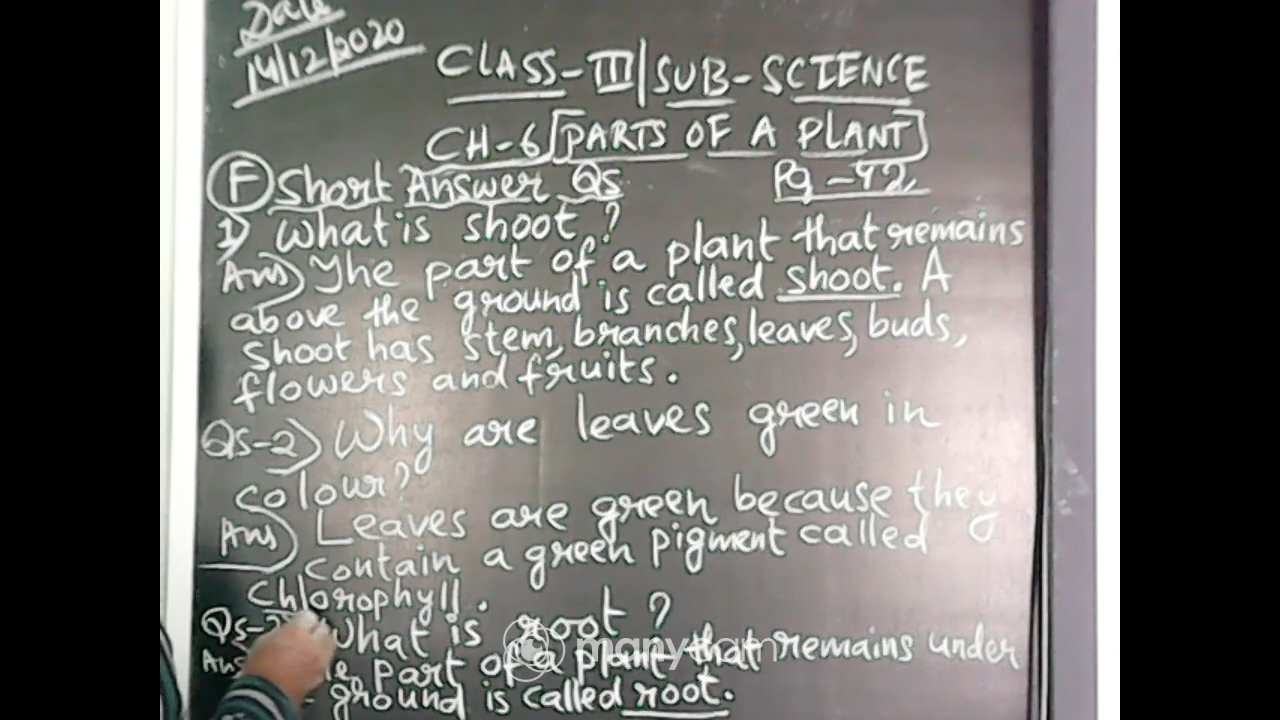 Date
14/12/2020
CLASS-III|SUB-SCIENCE
CH-6[PARTS OF A PLANT]
(F) Short Answer Qs Pg-42
1) What is shoot?
Ans) The part of a plant that remains
above the ground is called shoot. A
shoot has stem, branches, leaves, buds,
flowers and fruits.
Qs-2) Why are leaves green in
colour?
Ans) Leaves are green because they
contain a green pigment called
Chlorophyll.
Qs- What is root?
Ans part of a plant that remains under
ground is called root.
manycam